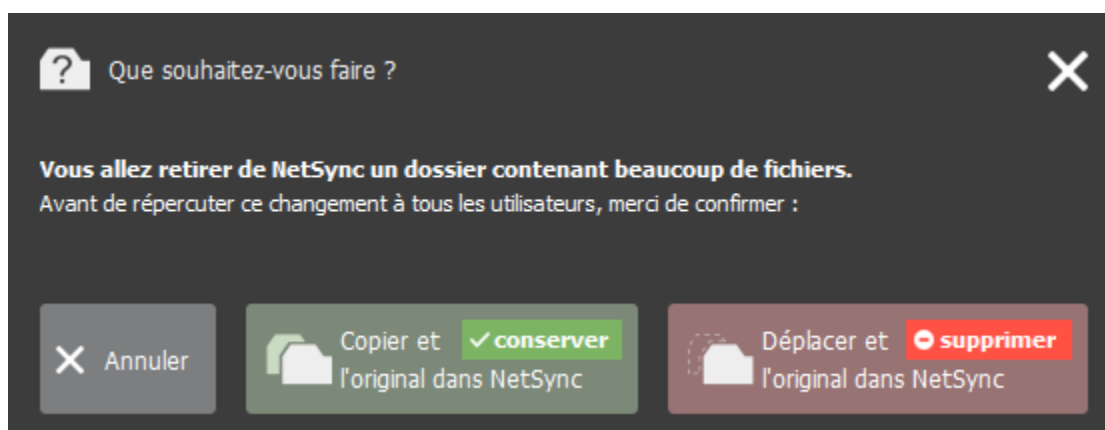 Que souhaitez-vous faire ?
Vous allez retirer de NetSync un dossier contenant beaucoup de fichiers.
Avant de répercuter ce changement à tous les utilisateurs, merci de confirmer :
Annuler
Copier et conserver
l'original dans NetSync
Déplacer et supprimer
l'original dans NetSync